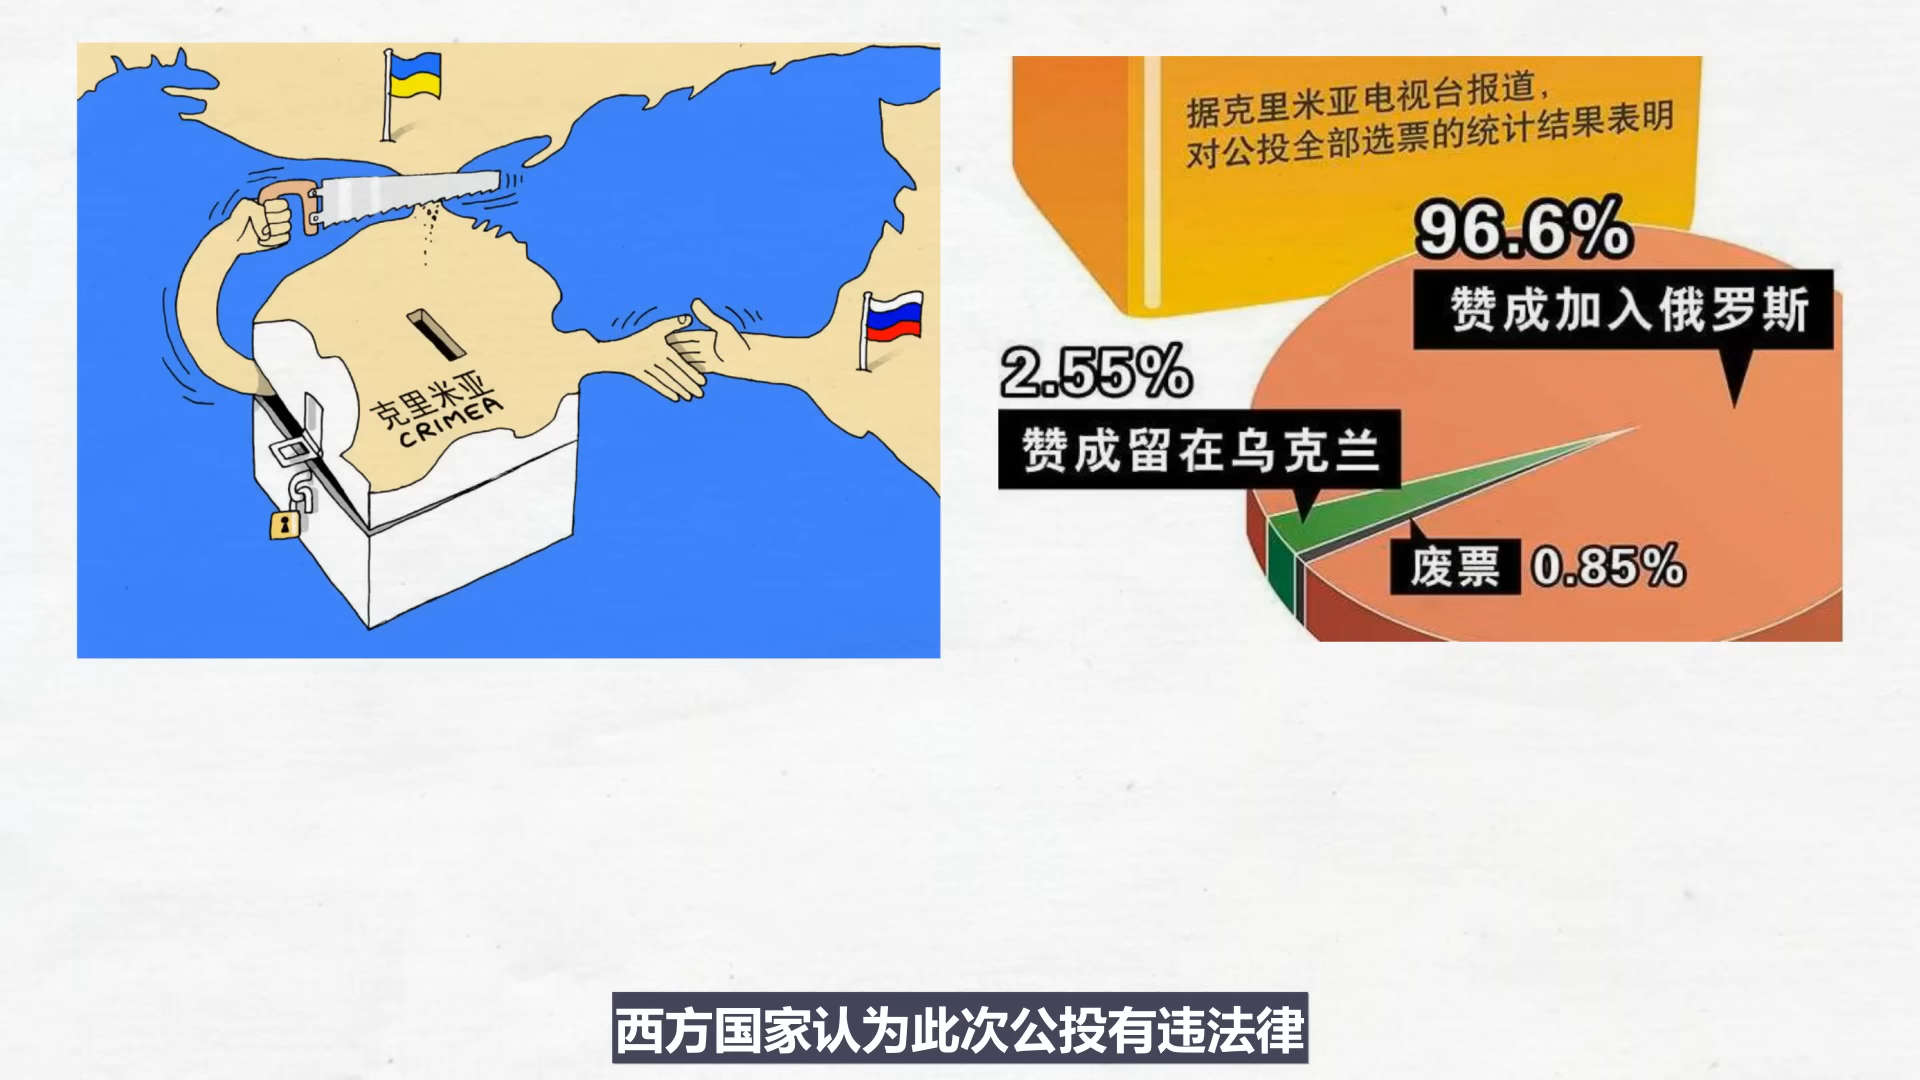 克里米亚
CRIMEA
据克里米亚电视台报道，
对公投全部选票的统计结果表明
96.6%
赞成加入俄罗斯
2.55%
赞成留在乌克兰
废票 0.85%
西方国家认为此次公投有违法律